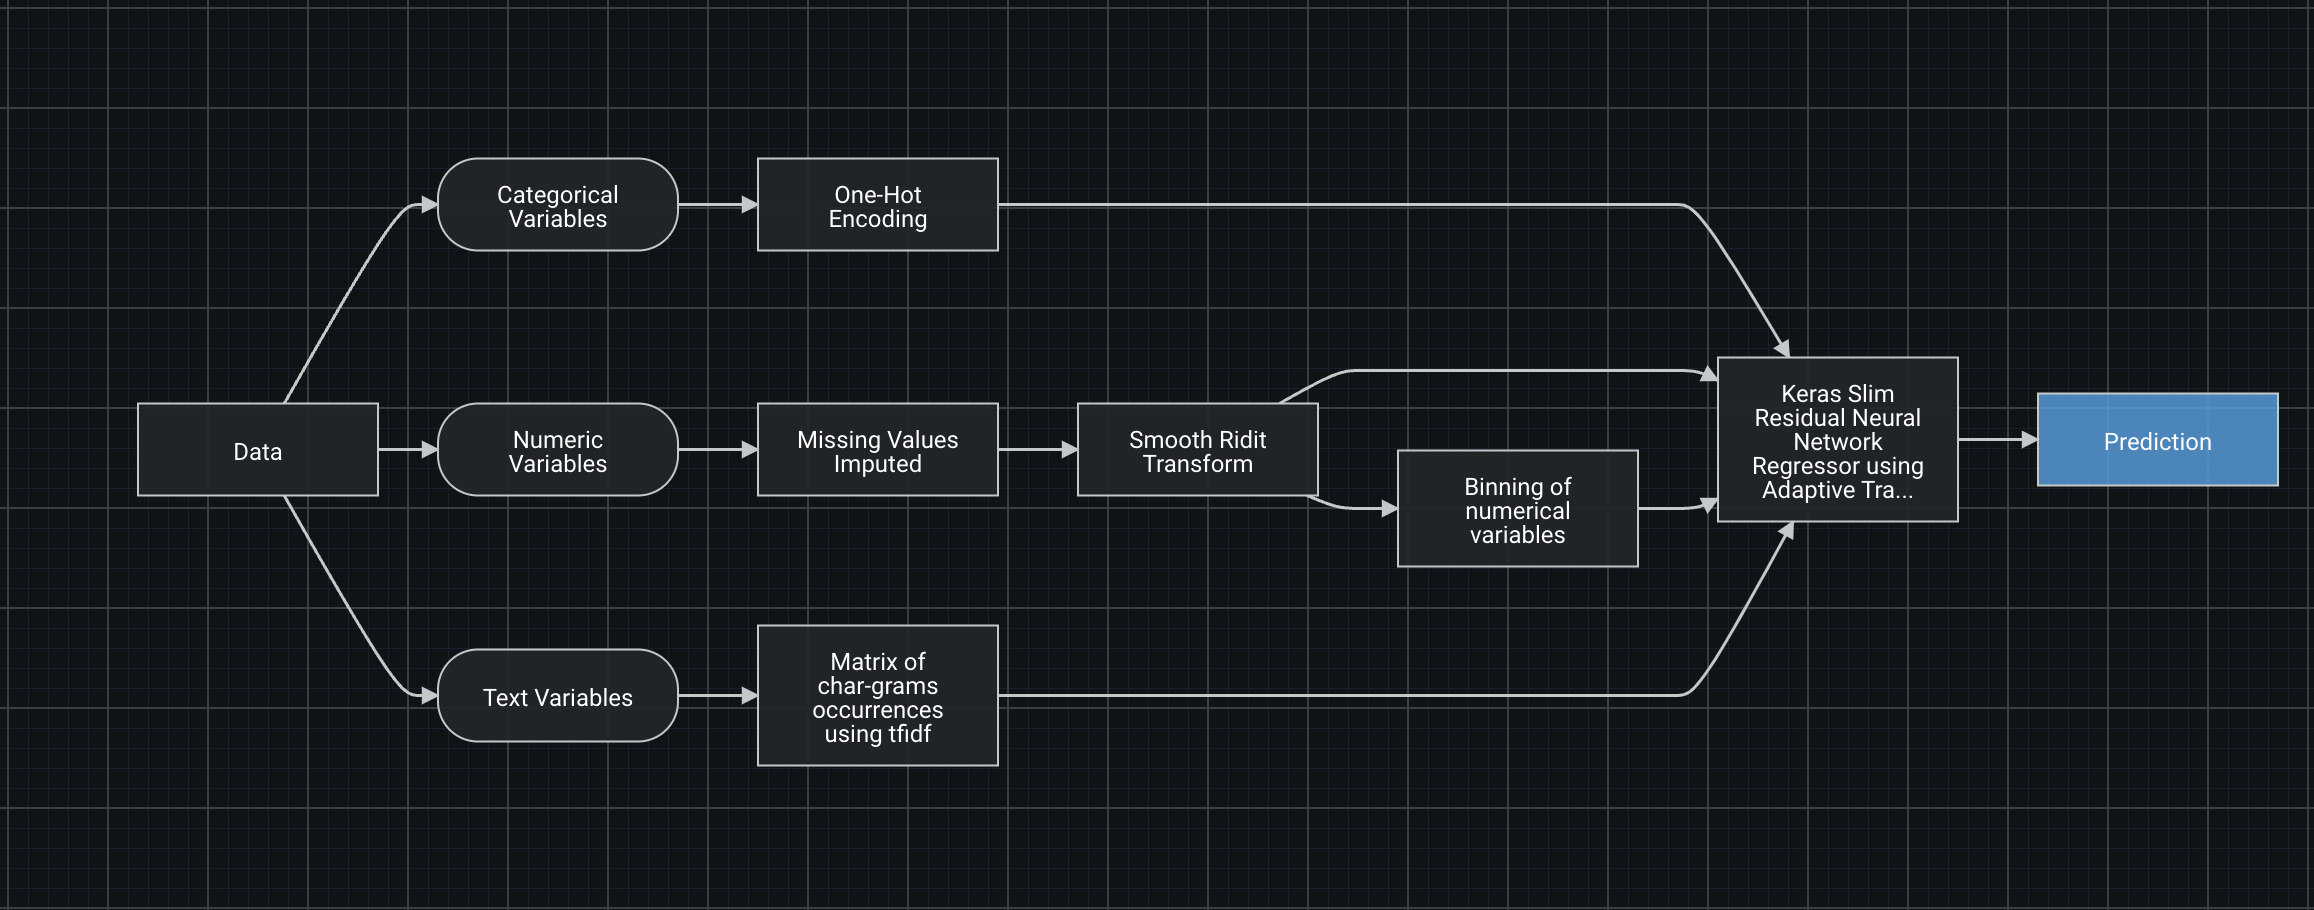 Categorical
Variables
One-Hot
Encoding
Data
Numeric
Variables
Missing Values
Imputed
Smooth Ridit
Transform
Binning of
numerical
variables
Keras Slim
Residual Neural
Network
Regressor using
Adaptive Tra...
Prediction
Text Variables
Matrix of
char-grams
occurrences
using tfidf